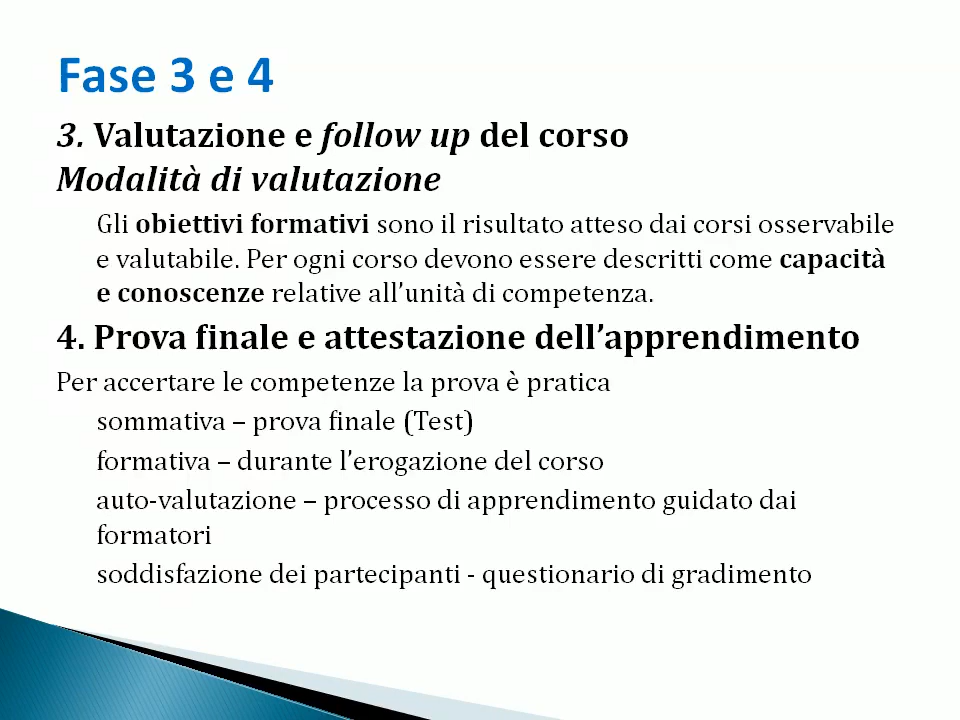 Fase 3 e 4
3. Valutazione e follow up del corso
Modalità di valutazione
Gli obiettivi formativi sono il risultato atteso dai corsi osservabile
e valutabile. Per ogni corso devono essere descritti come capacità
e conoscenze relative all’unità di competenza.
4. Prova finale e attestazione dell’apprendimento
Per accertare le competenze la prova è pratica
sommativa – prova finale (Test)
formativa – durante l’erogazione del corso
auto-valutazione – processo di apprendimento guidato dai
formatori
soddisfazione dei partecipanti - questionario di gradimento